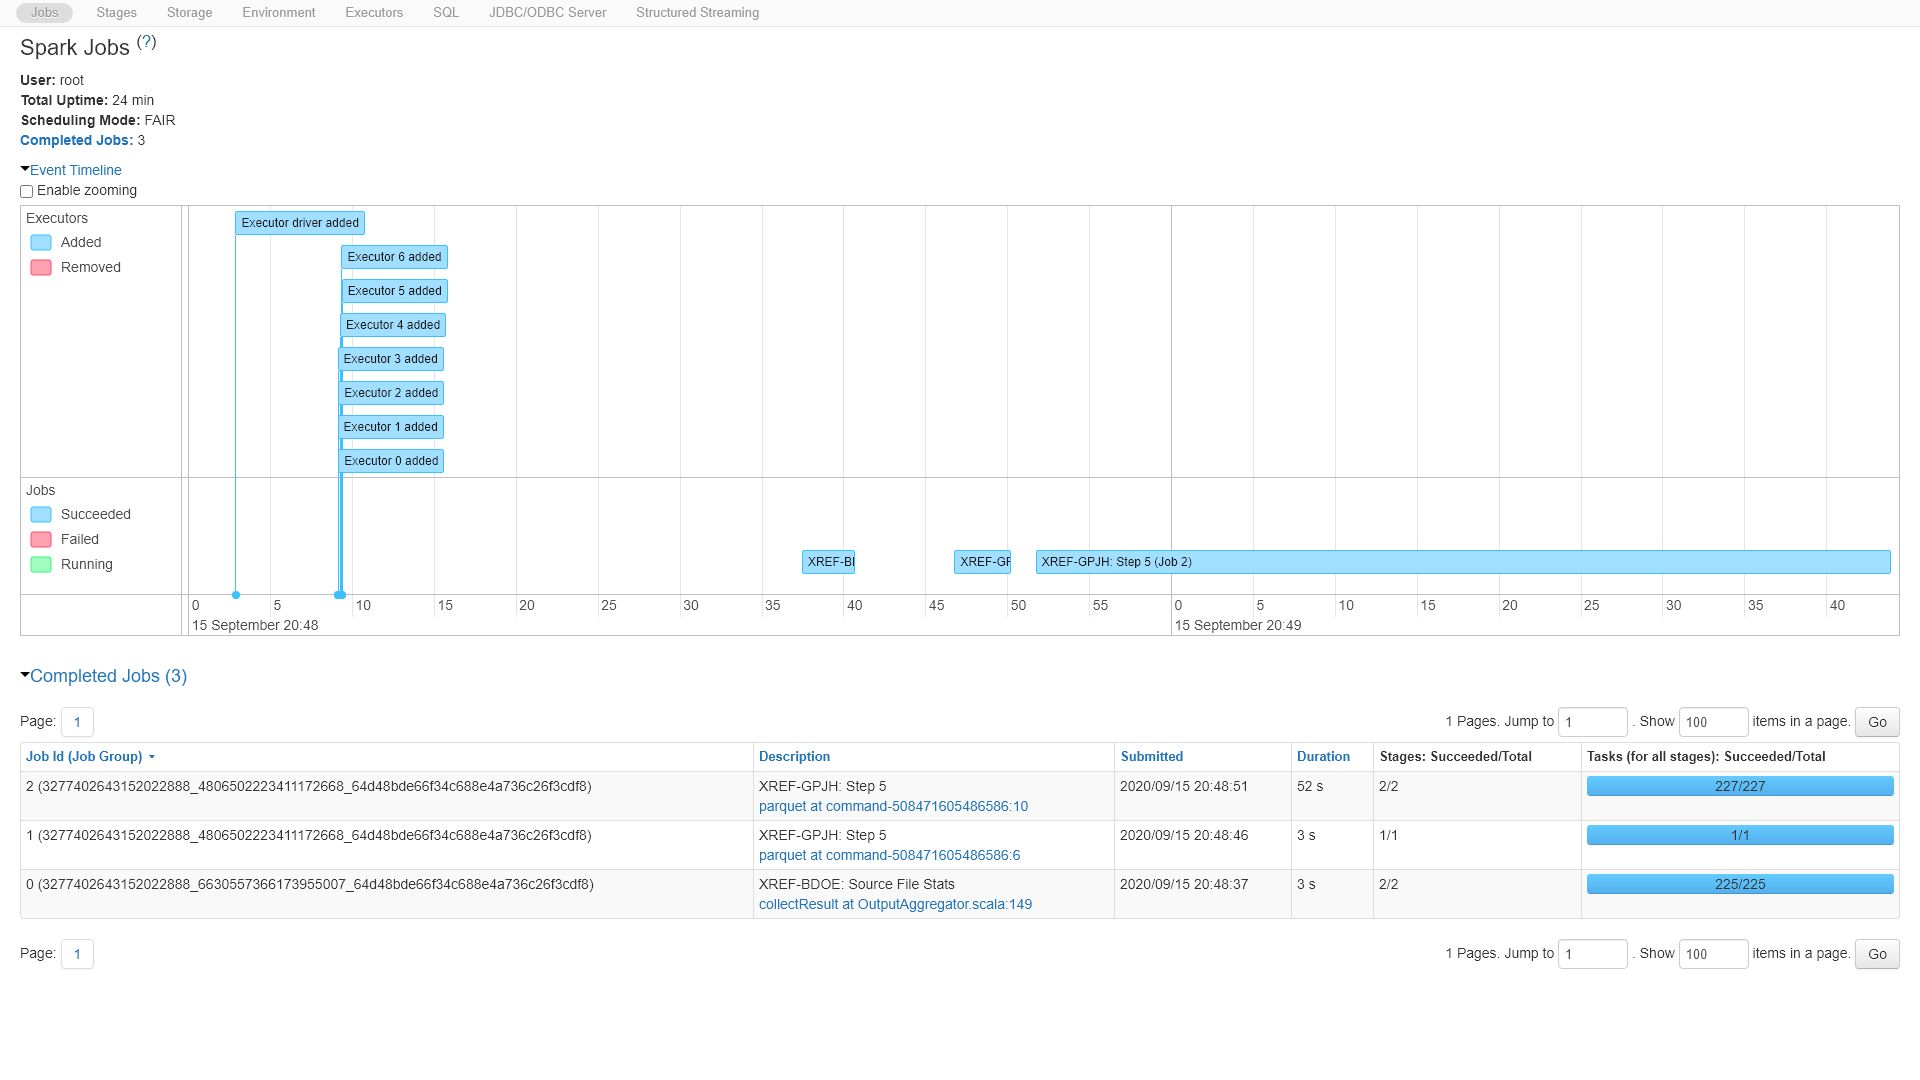 Jobs Stages Storage Environment Executors SQL JDBC/ODBC Server Structured Streaming
Spark Jobs (?)
User: root
Total Uptime: 24 min
Scheduling Mode: FAIR
Completed Jobs: 3
Event Timeline
Enable zooming
Executors
Added
Removed
Executor driver added
Executor 6 added
Executor 5 added
Executor 4 added
Executor 3 added
Executor 2 added
Executor 1 added
Executor 0 added
Jobs
Succeeded
Failed
Running
XREF-BI XREF-GF XREF-GPJH: Step 5 (Job 2)
0 5 10 15 20 25 30 35 40 45 50 55 0 5 10 15 20 25 30 35 40
15 September 20:48 15 September 20:49
Completed Jobs (3)
Page: 1 1 Pages. Jump to 1 . Show 100 items in a page. Go
Job Id (Job Group) Description Submitted Duration Stages: Succeeded/Total Tasks (for all stages): Succeeded/Total
2 (3277402643152022888_4806502223411172668_64d48bde66f34c688e4a736c26f3cdf8) XREF-GPJH: Step 5 2020/09/15 20:48:51 52 s 2/2 227/227
parquet at command-508471605486586:10
1 (3277402643152022888_4806502223411172668_64d48bde66f34c688e4a736c26f3cdf8) XREF-GPJH: Step 5 2020/09/15 20:48:46 3 s 1/1 1/1
parquet at command-508471605486586:6
0 (3277402643152022888_6630557366173955007_64d48bde66f34c688e4a736c26f3cdf8) XREF-BDOE: Source File Stats 2020/09/15 20:48:37 3 s 2/2 225/225
collectResult at OutputAggregator.scala:149
Page: 1 1 Pages. Jump to 1 . Show 100 items in a page. Go